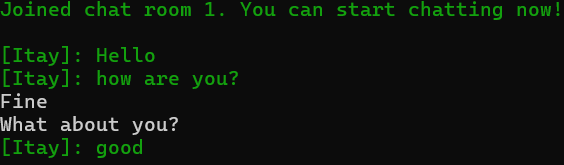 Joined chat room 1. You can start chatting now!
[Itay]: Hello
[Itay]: how are you?
Fine
What about you?
[Itay]: good